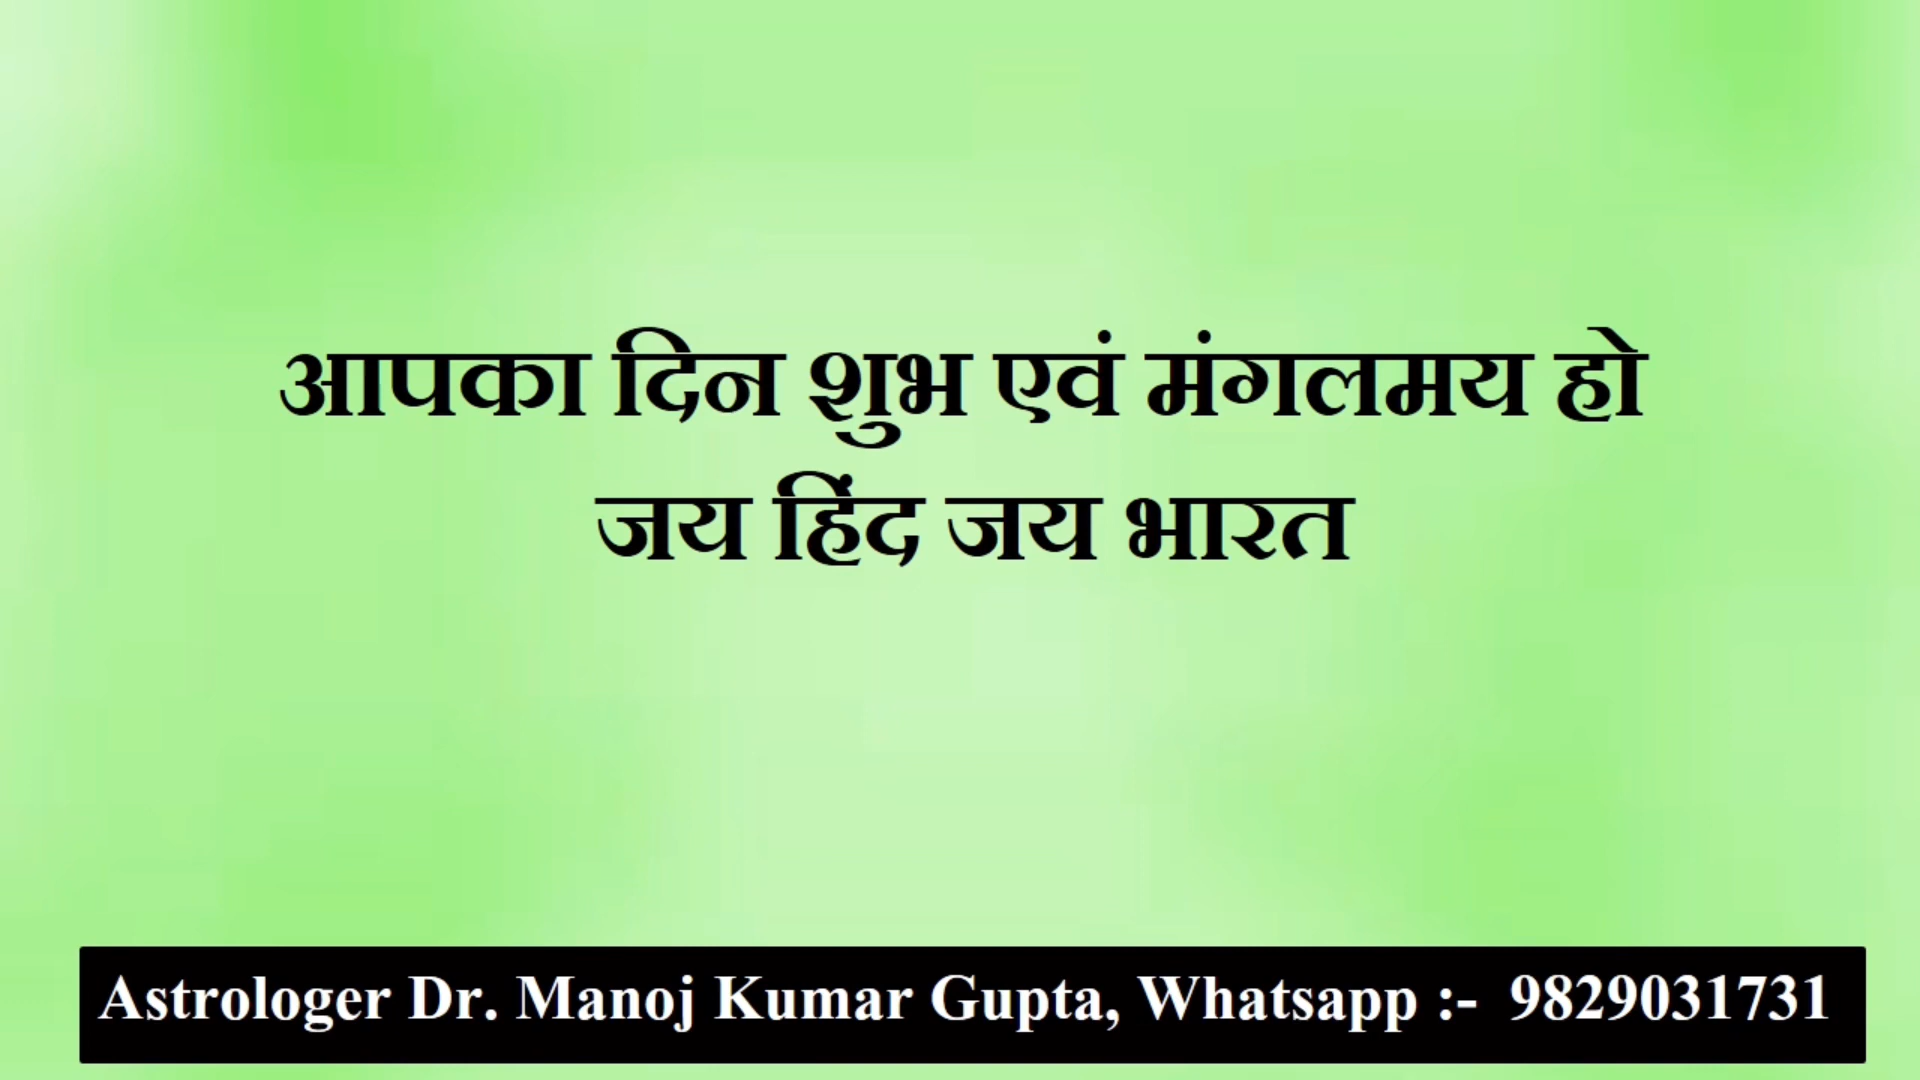 आपका दिन शुभ एवं मंगलमय हो
जय हिंद जय भारत
Astrologer Dr. Manoj Kumar Gupta, Whatsapp :-  9829031731